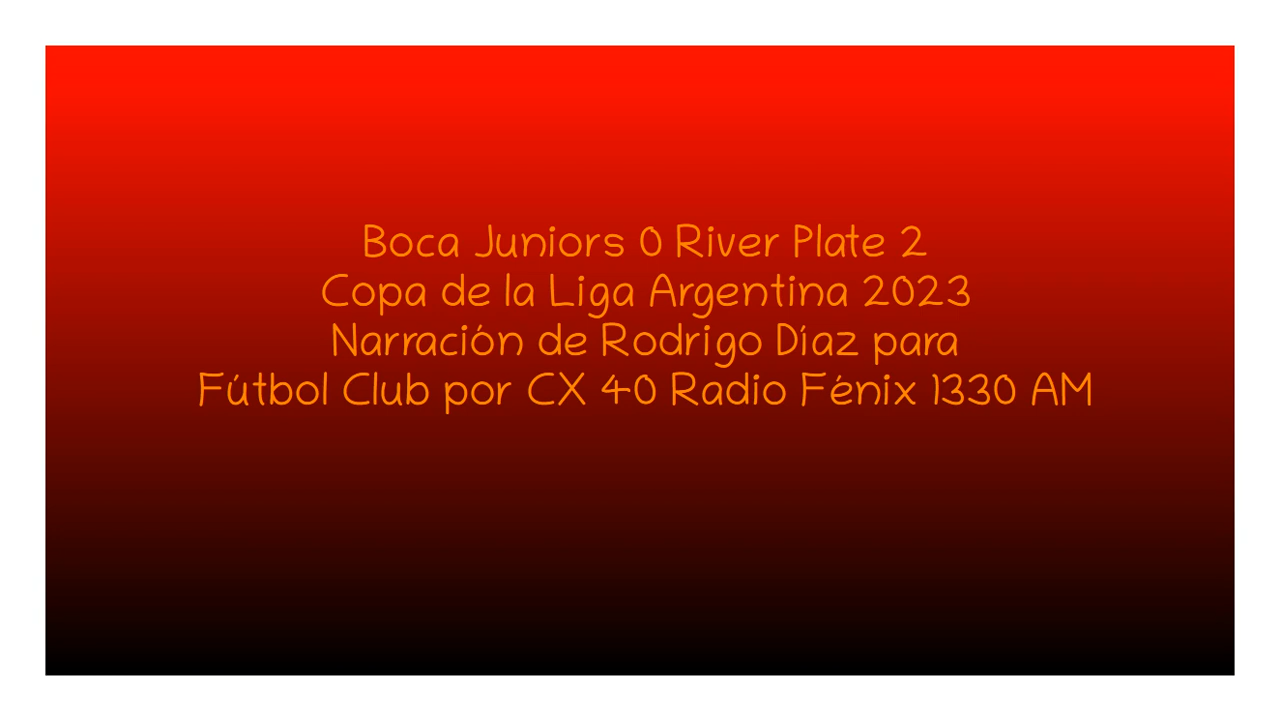 Boca Juniors 0 River Plate 2
Copa de la Liga Argentina 2023
Narración de Rodrigo Díaz para
Fútbol Club por CX 40 Radio Fénix 1330 AM